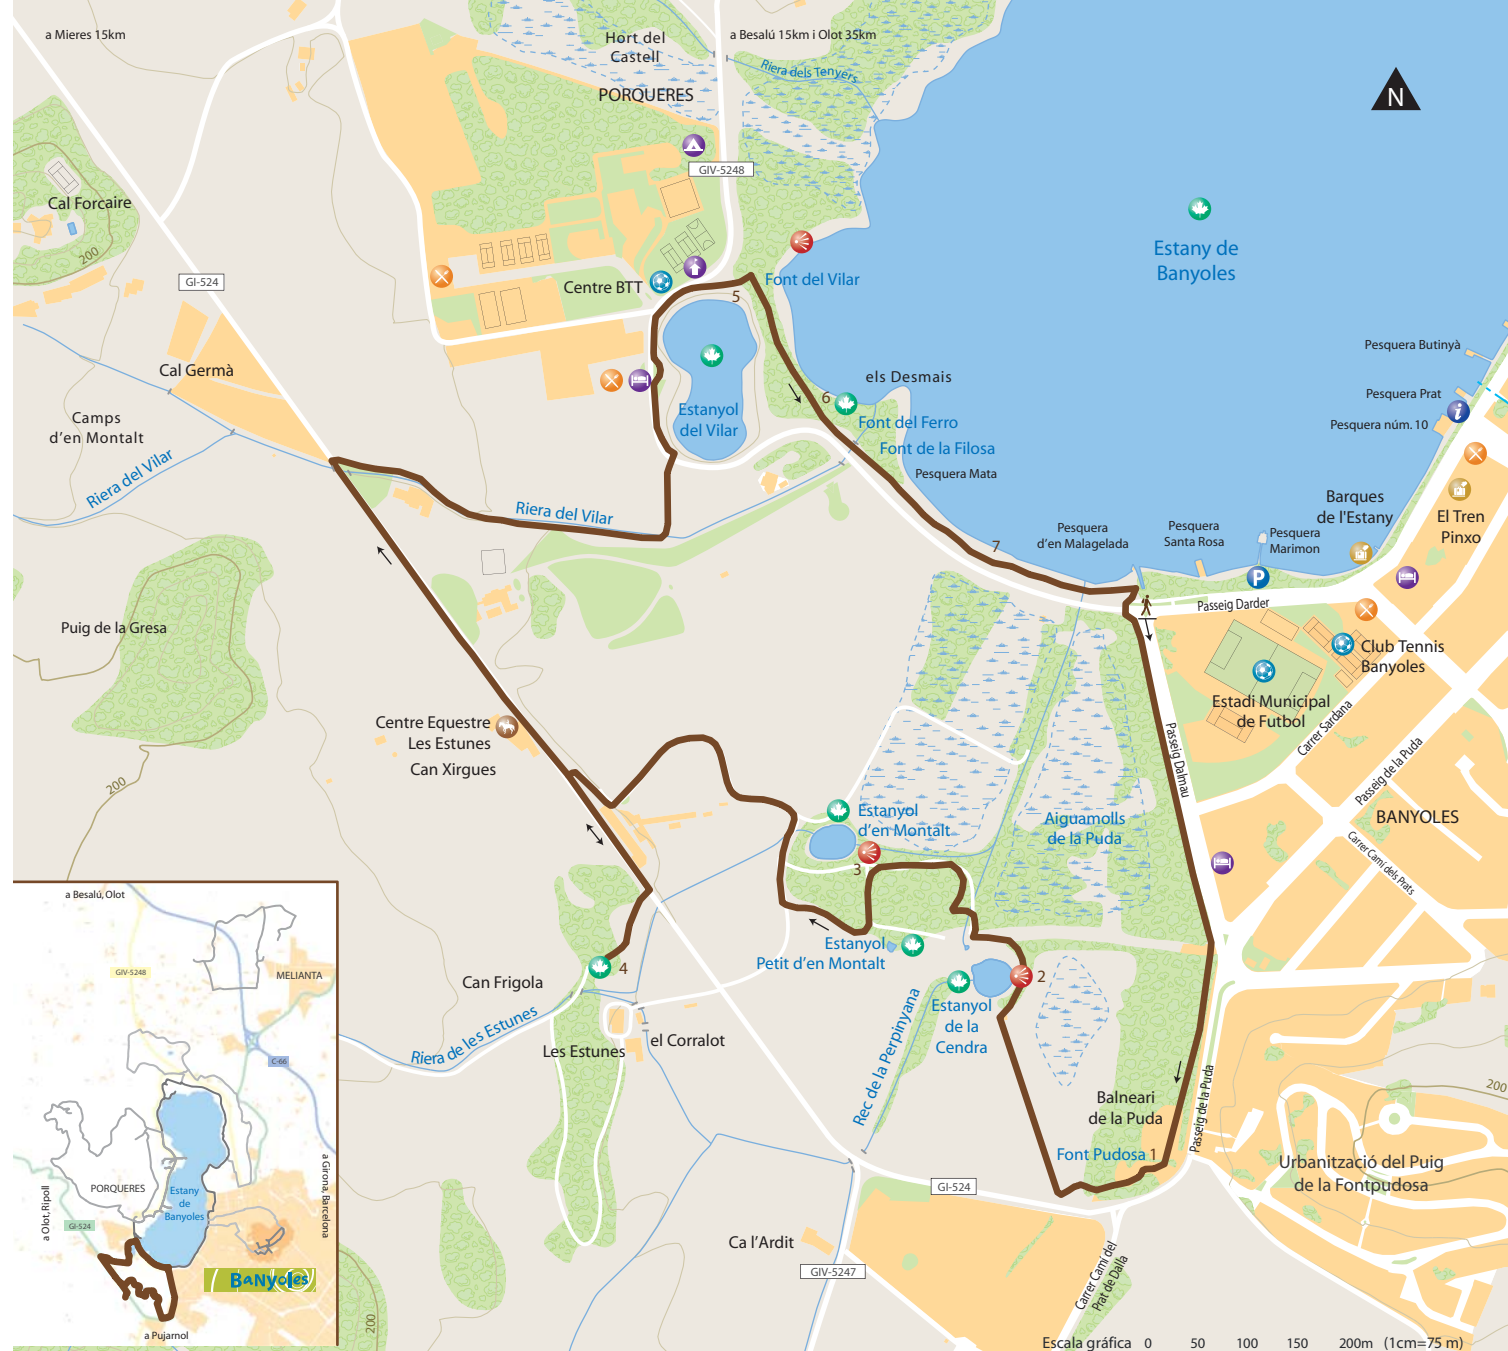 a Mieres 15km
Hort del
Castell
a Besalú 15km i Olot 35km
Riera dels Tenyers
PORQUERES
N
GIV-5248
Cal Forcaire
200
GI-524
Centre BTT
5
Font del Vilar
Estany de
Banyoles
Pesquera Butinyà
Cal Germà
els Desmais
6
Pesquera Prat
i
Camps
d'en Montalt
Estanyol
del Vilar
Font del Ferro
Font de la Filosa
Pesquera núm. 10
Pesquera Mata
Riera del Vilar
Riera del Vilar
Barques
de l'Estany
El Tren
Pinxo
Pesquera
d'en Malagelada
Pesquera
Santa Rosa
Pesquera
Marimon
7
P
Passeig Darder
Puig de la Gresa
Club Tennis
Banyoles
Estadi Municipal
de Futbol
Centre Equestre
Les Estunes
Can Xirgues
Passeig Dalmau
Carrer Sardana
Passeig de la Puda
200
Estanyol
d'en Montalt
Aiguamolls
de la Puda
BANYOLES
Carrer Camí dels Prats
3
Estanyol
Petit d'en Montalt
4
2
Can Frigola
Estanyol
de la
Cendra
Riera de les Estunes
Les Estunes
el Corralot
Rec de la Perpinyana
Balneari
de la Puda
Passeig de la Puda
200
Font Pudosa 1
Urbanització del Puig
de la Fontpudosa
GI-524
Ca l'Ardit
GIV-5247
Carrer Camí del
Prat de Dalla
200
Escala gráfica 0 50 100 150 200m (1cm=75 m)
a Besalú, Olot
GIV-5248
MELIANTA
C-66
PORQUERES
Estany
de
Banyoles
a Olot, Ripoll
GI-524
a Girona, Barcelona
Banyoles
a Pujarnol